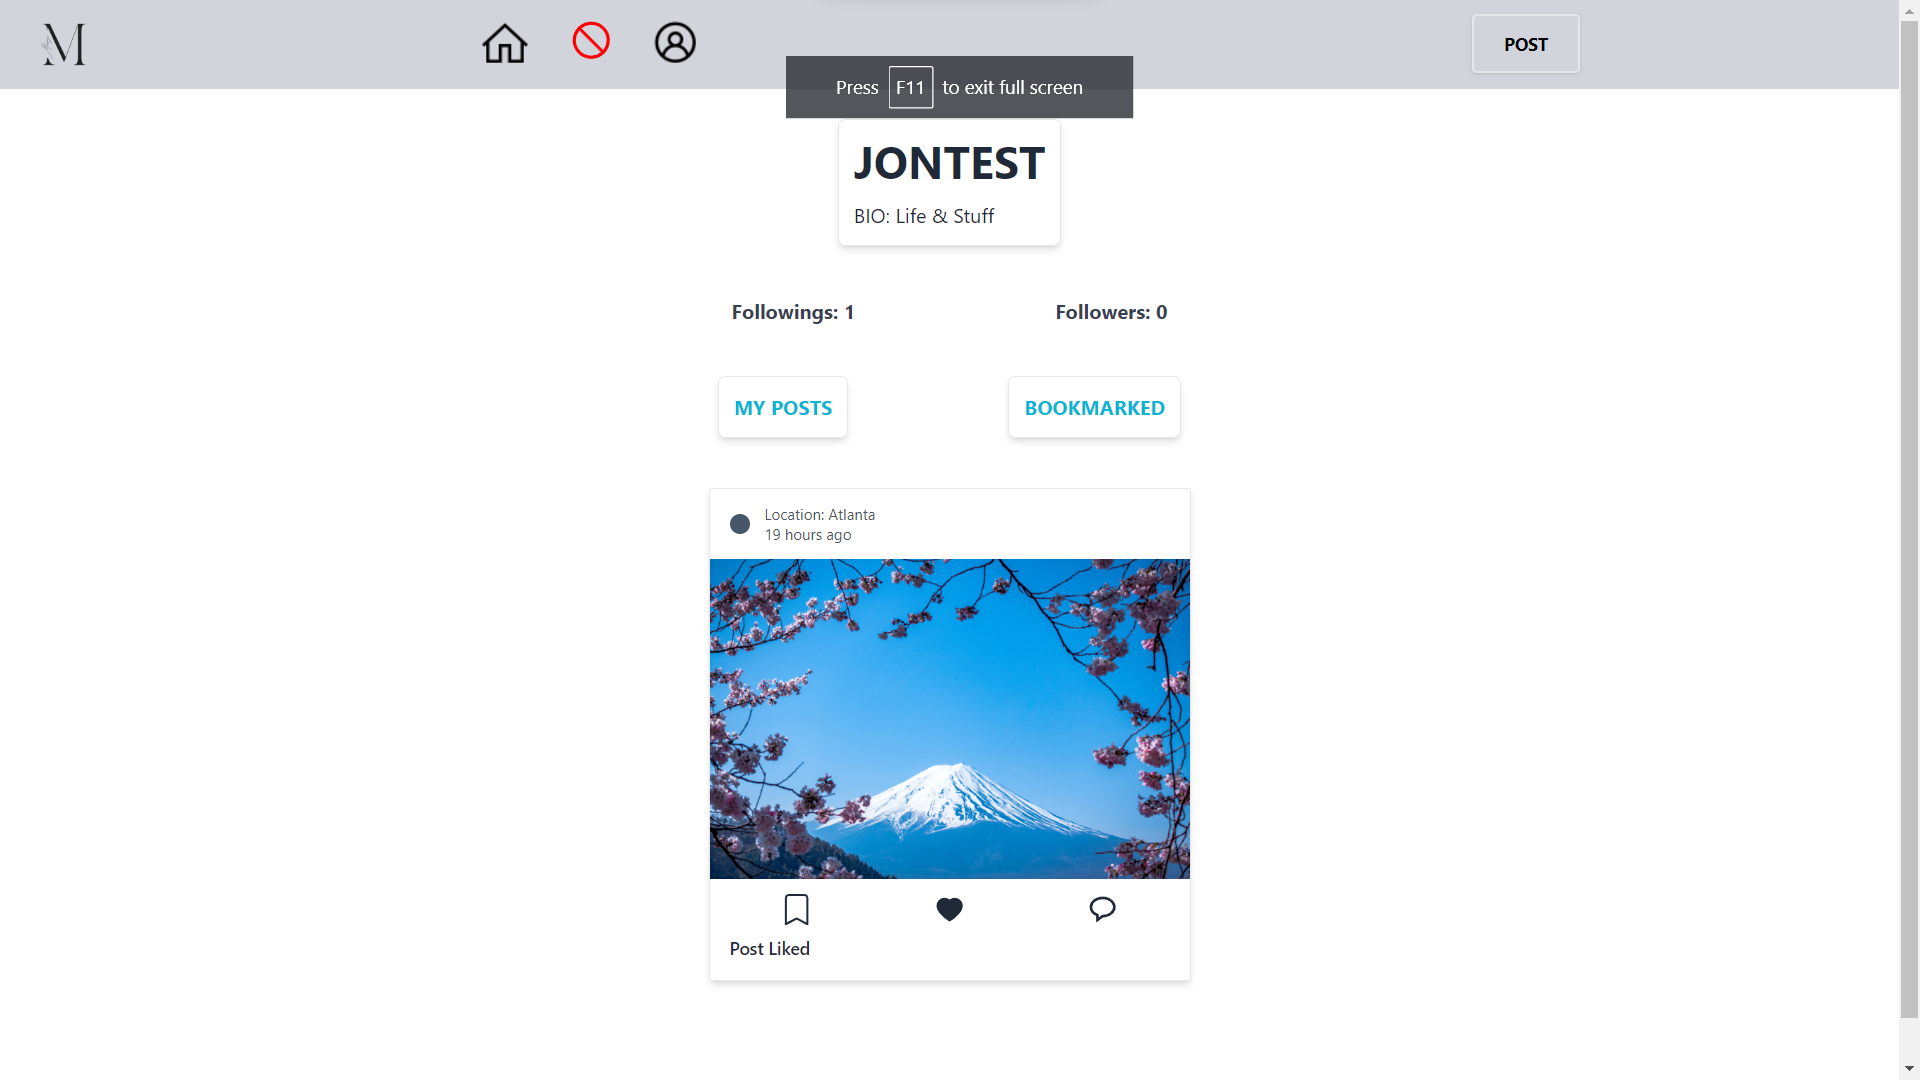 M
POST
Press F11 to exit full screen
JONTEST
BIO: Life & Stuff
Followings: 1
Followers: 0
MY POSTS
BOOKMARKED
Location: Atlanta
19 hours ago
Post Liked